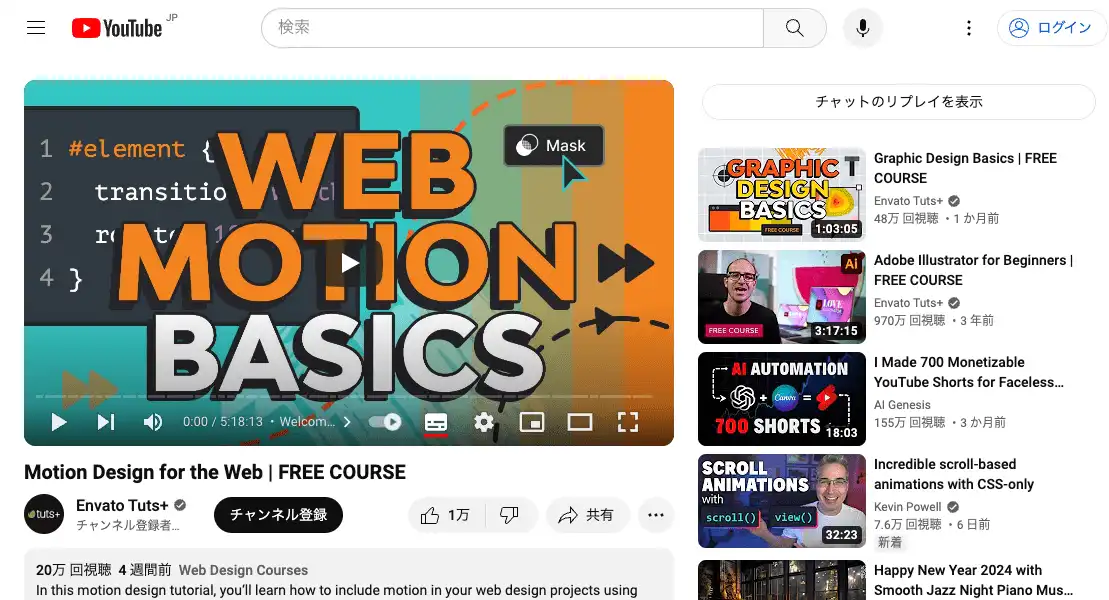 YouTube JP
検索
ログイン
1 #element {
2 transitio
3 ro
4 }
WEB
MOTION
BASICS
Mask
0:00 / 5:18:13 • Welcom...
Motion Design for the Web | FREE COURSE
tuts+
Envato Tuts+
チャンネル登録者...
チャンネル登録
1万
共有
20万 回視聴 4 週間前 Web Design Courses
In this motion design tutorial, you'll learn how to include motion in your web design projects using
チャットのリプレイを表示
GRAPHIC
DESIGN
BASICS
FREE COURSE
1:03:05
Graphic Design Basics | FREE
COURSE
Envato Tuts+
48万 回視聴 • 1 か月前
Ai
FREE COURSE
3:17:15
Adobe Illustrator for Beginners |
FREE COURSE
Envato Tuts+
970万 回視聴 • 3 年前
AI AUTOMATION
Canva
700 SHORTS
18:03
I Made 700 Monetizable
YouTube Shorts for Faceless...
AI Genesis
155万 回視聴 • 3 か月前
SCROLL
ANIMATIONS
with
scroll() view()
32:23
Incredible scroll-based
animations with CSS-only
Kevin Powell
7.6万 回視聴 • 6 日前
新着
Happy New Year 2024 with
Smooth Jazz Night Piano Mus...